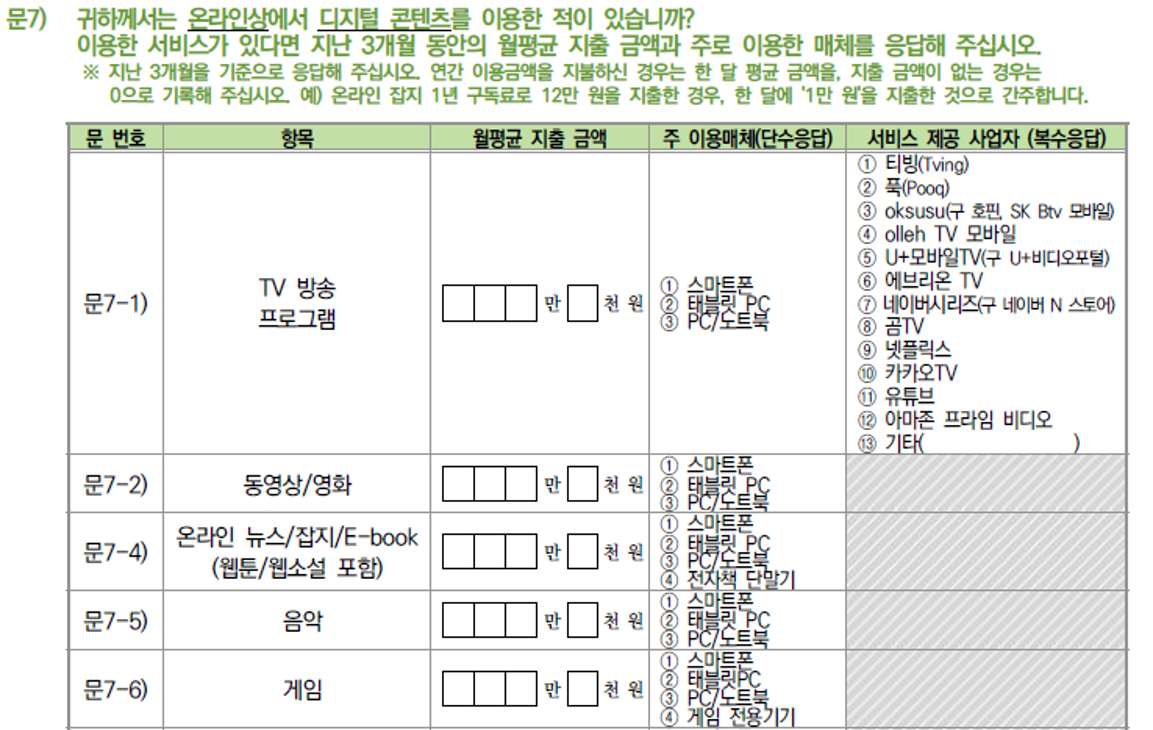 문7) 귀하께서는 온라인상에서 디지털 콘텐츠를 이용한 적이 있습니까?
이용한 서비스가 있다면 지난 3개월 동안의 월평균 지출 금액과 주로 이용한 매체를 응답해 주십시오.
※ 지난 3개월을 기준으로 응답해 주십시오. 연간 이용금액을 지불하신 경우는 한 달 평균 금액을, 지출 금액이 없는 경우는
0으로 기록해 주십시오. 예) 온라인 잡지 1년 구독료로 12만 원을 지출한 경우, 한 달에 '1만 원'을 지출한 것으로 간주합니다.
문 번호 항목 월평균 지출 금액 주 이용매체(단수응답) 서비스 제공 사업자 (복수응답)
문7-1)
TV 방송
프로그램
만 천 원
① 스마트폰
② 태블릿 PC
③ PC/노트북
① 티빙(Tving)
② 푹(Pooq)
③ oksusu(구 호핀, SK Btv 모바일)
④ olleh TV 모바일
⑤ U+모바일TV(구 U+비디오포털)
⑥ 에브리온 TV
⑦ 네이버시리즈(구 네이버 N 스토어)
⑧ 곰TV
⑨ 넷플릭스
⑩ 카카오TV
⑪ 유튜브
⑫ 아마존 프라임 비디오
⑬ 기타( )
문7-2) 동영상/영화 만 천 원
① 스마트폰
② 태블릿 PC
③ PC/노트북
문7-4)
온라인 뉴스/잡지/E-book
(웹툰/웹소설 포함)
만 천 원
① 스마트폰
② 태블릿 PC
③ PC/노트북
④ 전자책 단말기
문7-5) 음악 만 천 원
① 스마트폰
② 태블릿 PC
③ PC/노트북
문7-6) 게임 만 천 원
① 스마트폰
② 태블릿PC
③ PC/노트북
④ 게임 전용기기